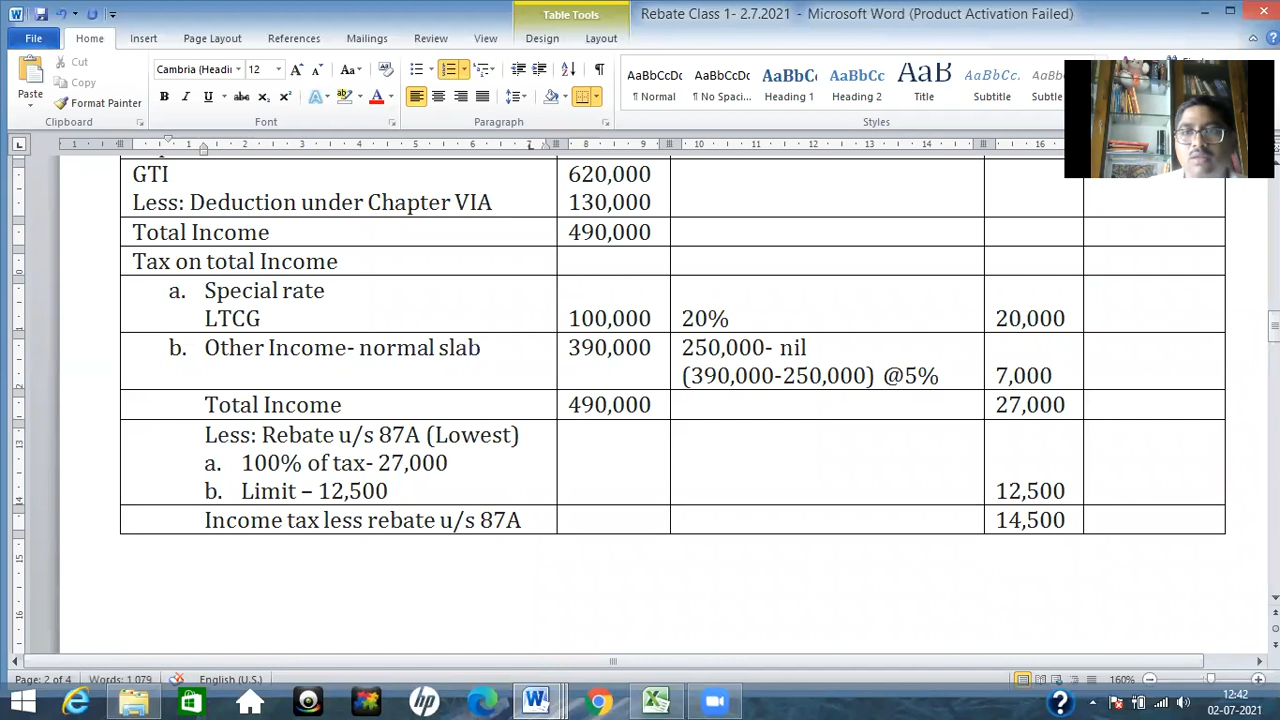 Table Tools
Rebate Class 1- 2.7.2021 - Microsoft Word (Product Activation Failed)
File Home Insert Page Layout References Mailings Review View Design Layout
Cut
Copy
Format Painter
Paste
Clipboard
Cambria (Headi 12
Font
Paragraph
AaBbCcDc AaBbCcDc AaBbCc AaBbCc AaB AaBbCc.
¶ Normal ¶ No Spaci... Heading 1 Heading 2 Title Subtitle Subtle
Styles
GTI 620,000
Less: Deduction under Chapter VIA 130,000
Total Income 490,000
Tax on total Income
a. Special rate
LTCG 100,000 20% 20,000
b. Other Income- normal slab 390,000 250,000- nil
(390,000-250,000) @5% 7,000
Total Income 490,000 27,000
Less: Rebate u/s 87A (Lowest)
a. 100% of tax- 27,000
b. Limit – 12,500 12,500
Income tax less rebate u/s 87A 14,500
Page: 2 of 4 Words: 1,079 English (U.S.) 160%
12:42
02-07-2021